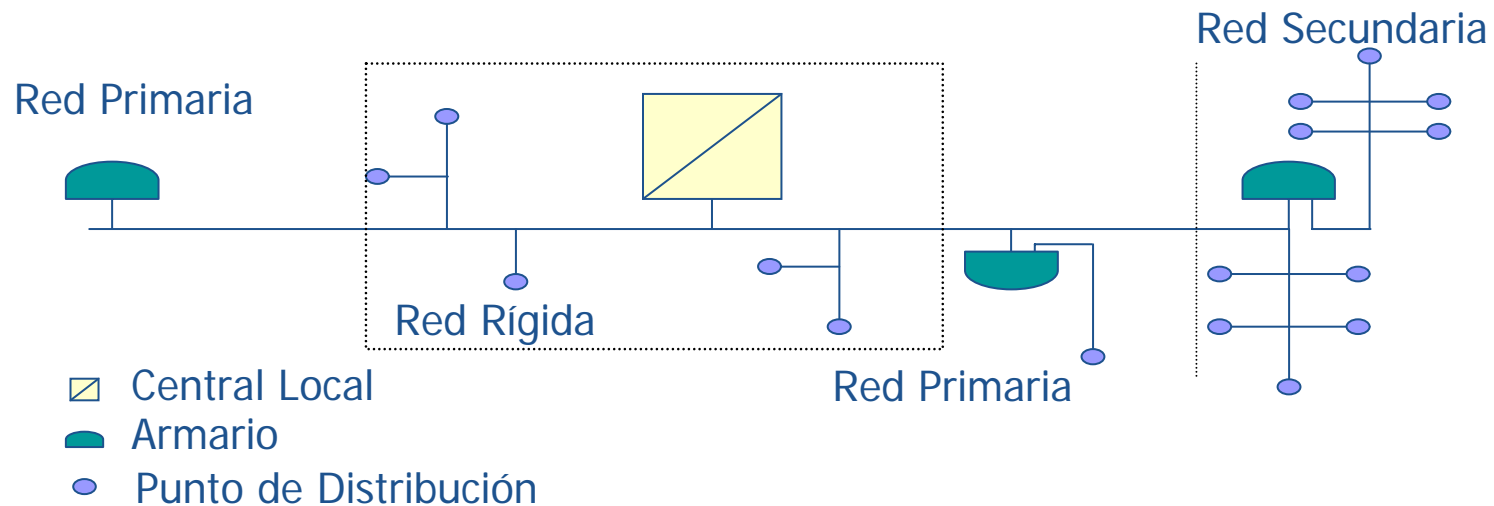 Red Secundaria
Red Primaria
Red Rígida
Red Primaria
Central Local
Armario
Punto de Distribución